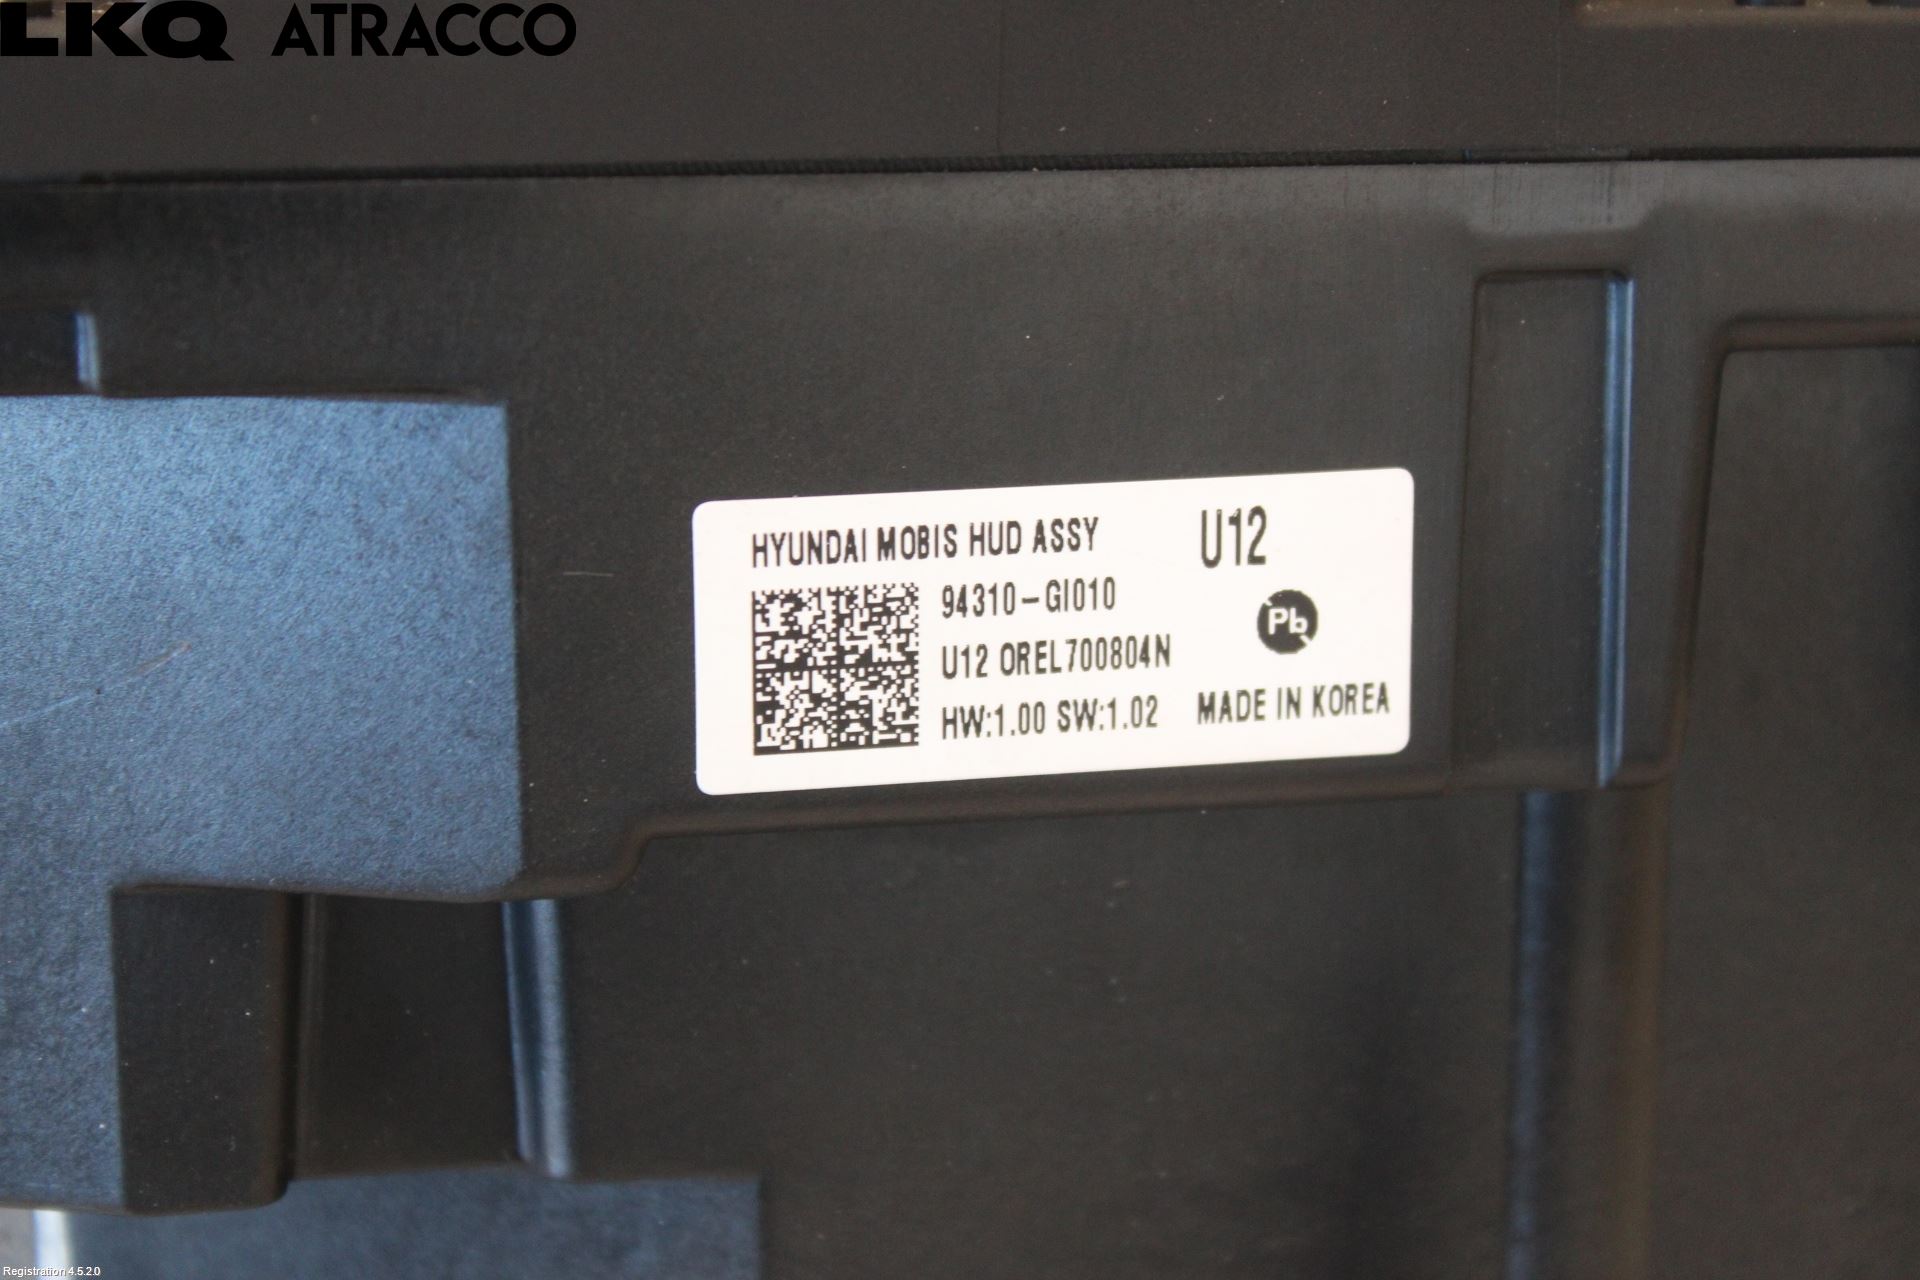 LKQ ATRACCO
HYUNDAI MOBIS HUD ASSY U12
94310-GI010
Pb
U12 OREL700804N
HW:1.00 SW:1.02 MADE IN KOREA
Registration 4.5.2.0